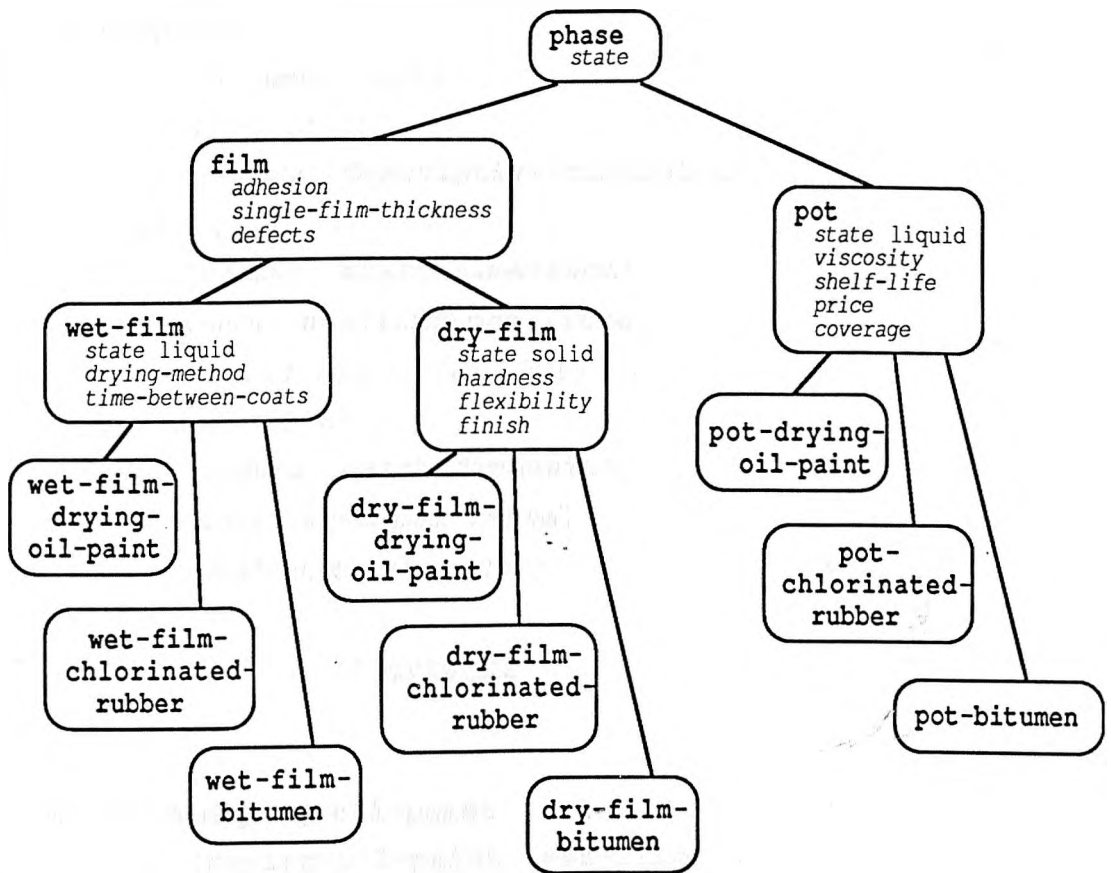 phase
state
film
adhesion
single-film-thickness
defects
pot
state liquid
viscosity
shelf-life
price
coverage
wet-film
state liquid
drying-method
time-between-coats
dry-film
state solid
hardness
flexibility
finish
pot-drying-
oil-paint
wet-film-
drying-
oil-paint
dry-film-
drying-
oil-paint
pot-
chlorinated-
rubber
wet-film-
chlorinated-
rubber
dry-film-
chlorinated-
rubber
pot-bitumen
wet-film-
bitumen
dry-film-
bitumen